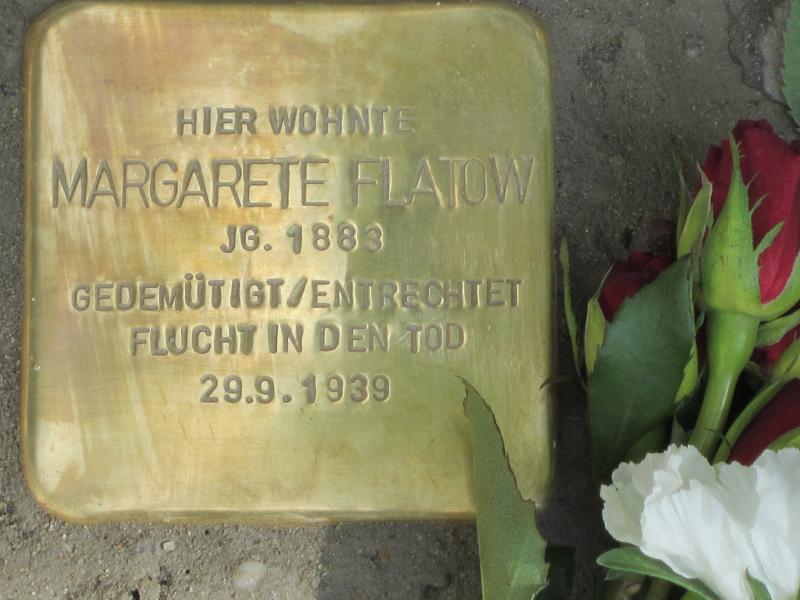 HIER WOHNTE
MARGARETE FLATOW
JG. 1883
GEDEMÜTIGT/ENTRECHTET
FLUCHT IN DEN TOD
29.9.1939